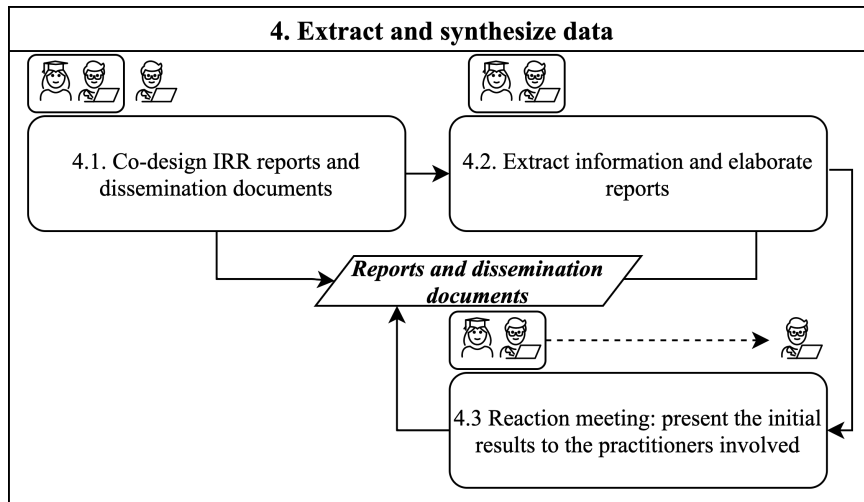 4. Extract and synthesize data
4.1. Co-design IRR reports and
dissemination documents
4.2. Extract information and elaborate
reports
Reports and dissemination
documents
4.3 Reaction meeting: present the initial
results to the practitioners involved